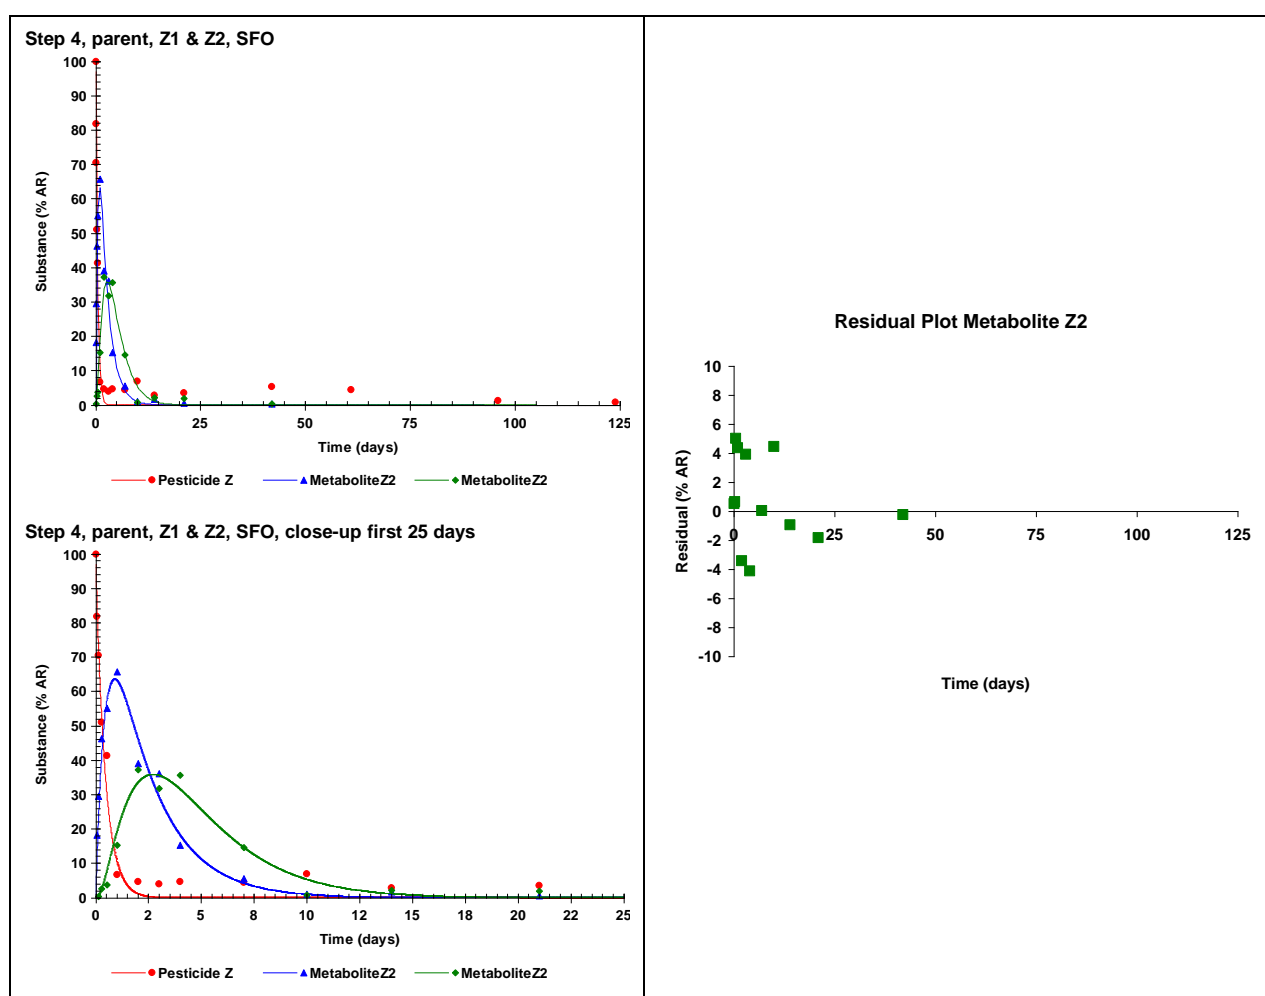 Step 4, parent, Z1 & Z2, SFO
100
90
80
70
60
50
40
30
20
10
0
Substance (% AR)
0 25 50 75 100 125
Time (days)
Pesticide Z MetaboliteZ2 MetaboliteZ2
Step 4, parent, Z1 & Z2, SFO, close-up first 25 days
100
90
80
70
60
50
40
30
20
10
0
Substance (% AR)
0 2 5 8 10 12 15 18 20 22 25
Time (days)
Pesticide Z MetaboliteZ2 MetaboliteZ2
Residual Plot Metabolite Z2
10
8
6
4
2
0
-2
-4
-6
-8
-10
Residual (% AR)
0 25 50 75 100 125
Time (days)